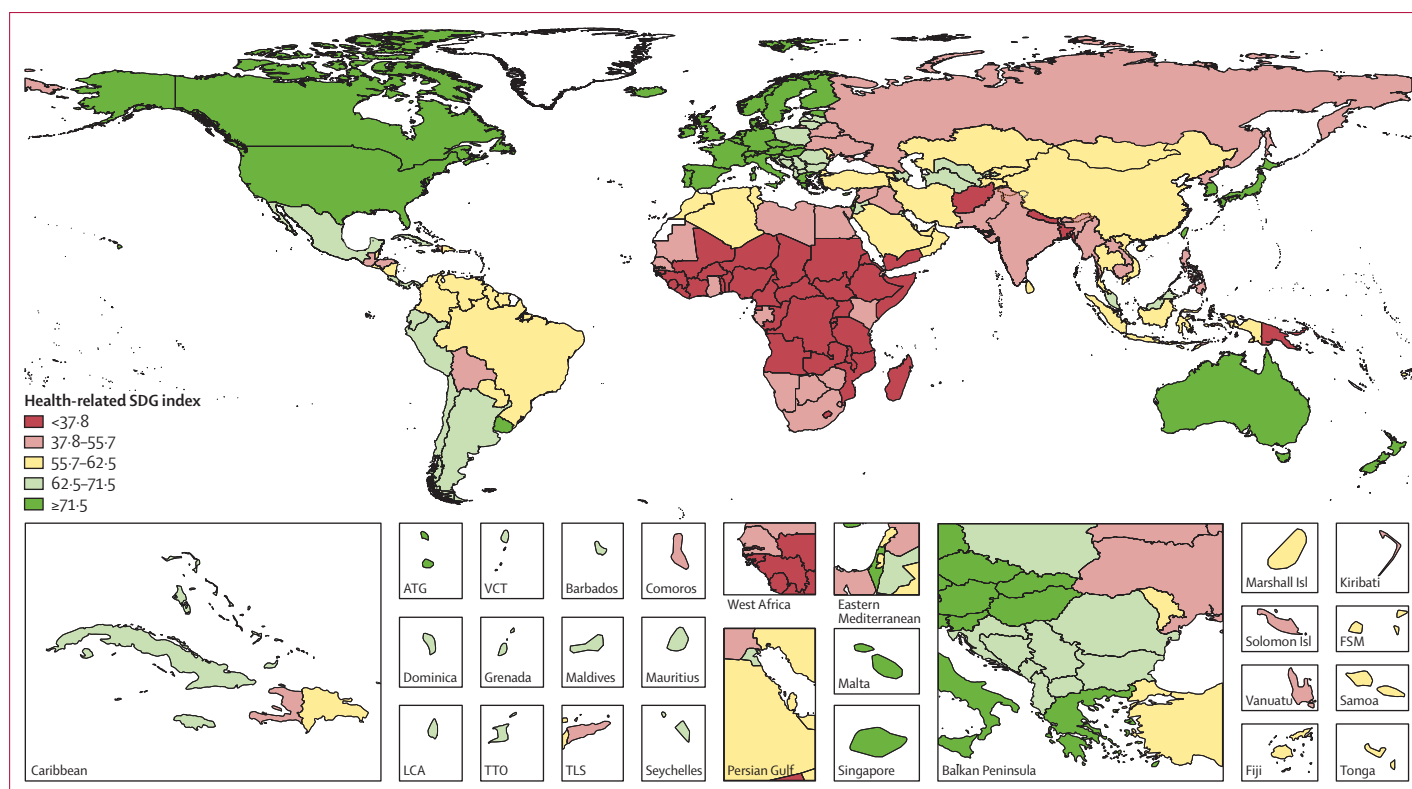 Health-related SDG index
<37·8
37·8–55·7
55·7–62·5
62·5–71·5
≥71·5
Caribbean
ATG
VCT
Barbados
Comoros
West Africa
Eastern
Mediterranean
Marshall Isl
Kiribati
Dominica
Grenada
Maldives
Mauritius
Malta
Solomon Isl
FSM
LCA
TTO
TLS
Seychelles
Persian Gulf
Singapore
Balkan Peninsula
Vanuatu
Samoa
Fiji
Tonga